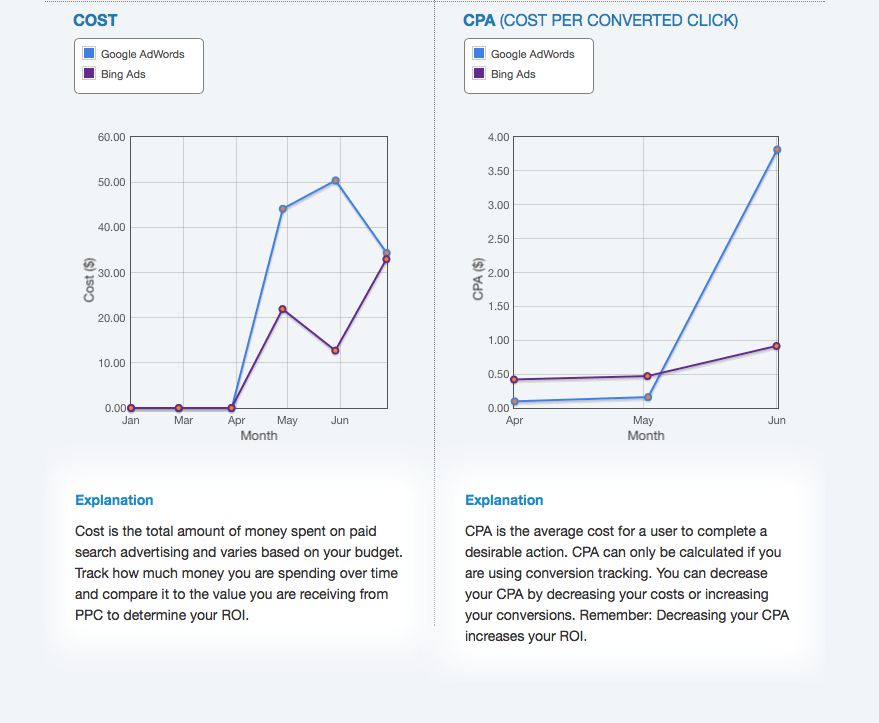 COST
Google AdWords
Bing Ads
60.00
50.00
40.00
30.00
20.00
10.00
0.00
Cost ($)
Jan Mar Apr May Jun
Month
Explanation
Cost is the total amount of money spent on paid
search advertising and varies based on your budget.
Track how much money you are spending over time
and compare it to the value you are receiving from
PPC to determine your ROI.
CPA (COST PER CONVERTED CLICK)
Google AdWords
Bing Ads
4.00
3.50
3.00
2.50
2.00
1.50
1.00
0.50
0.00
CPA ($)
Apr May Jun
Month
Explanation
CPA is the average cost for a user to complete a
desirable action. CPA can only be calculated if you
are using conversion tracking. You can decrease
your CPA by decreasing your costs or increasing
your conversions. Remember: Decreasing your CPA
increases your ROI.